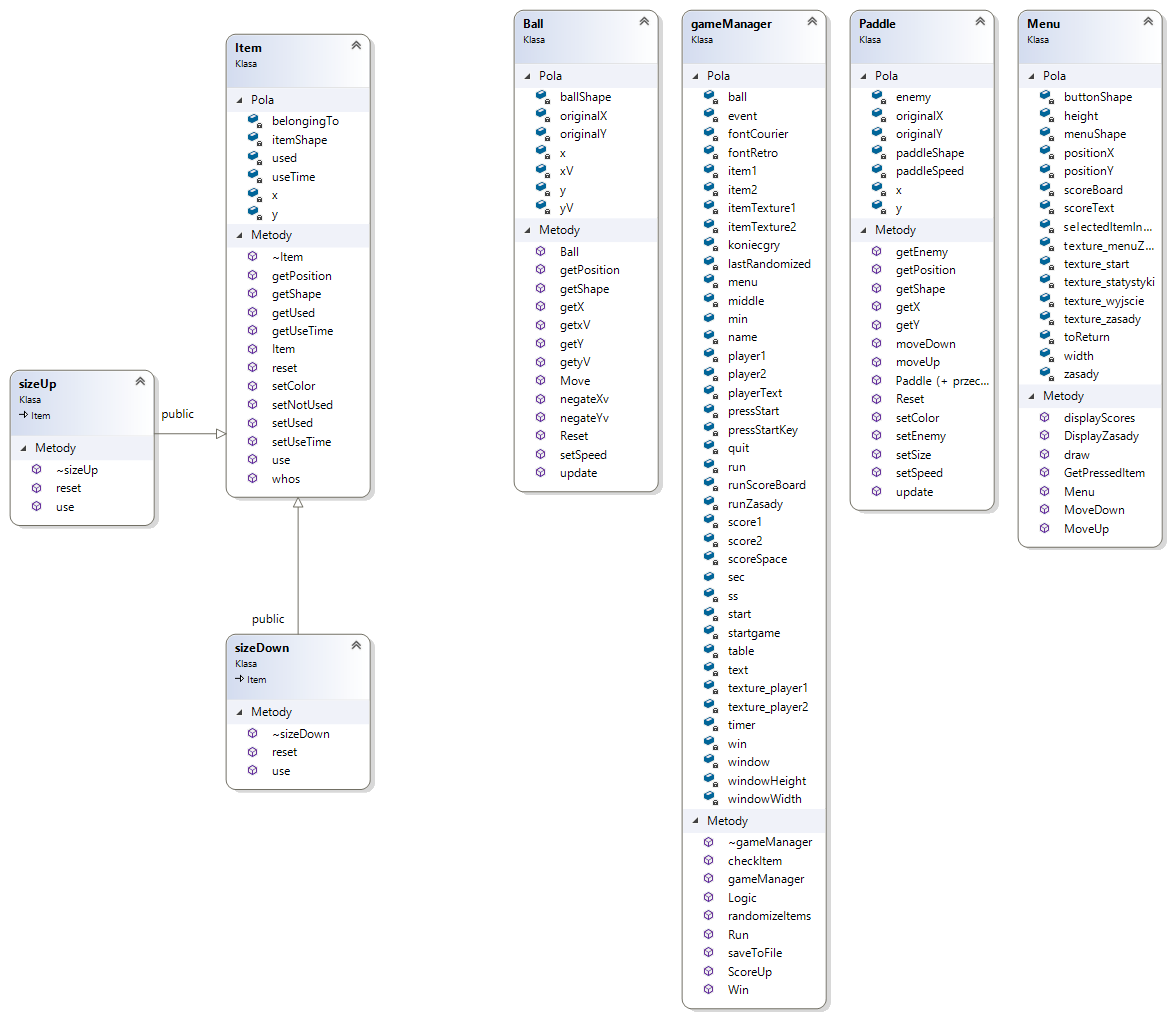 Item
Klasa
Pola
belongingTo
itemShape
used
useTime
x
y
Metody
~Item
getPosition
getShape
getUsed
getUseTime
Item
reset
setColor
setNotUsed
setUsed
setUseTime
use
whos
sizeUp
Klasa
Item
Metody
~sizeUp
reset
use
public
public
sizeDown
Klasa
Item
Metody
~sizeDown
reset
use
Ball
Klasa
Pola
ballShape
originalX
originalY
x
xV
y
yV
Metody
Ball
getPosition
getShape
getX
getxV
getY
getyV
Move
negateXv
negateYv
Reset
setSpeed
update
gameManager
Klasa
Pola
ball
event
fontCourier
fontRetro
item1
item2
itemTexture1
itemTexture2
koniecgry
lastRandomized
menu
middle
min
name
player1
player2
playerText
pressStart
pressStartKey
quit
run
runScoreBoard
runZasady
score1
score2
scoreSpace
sec
ss
start
startgame
table
text
texture_player1
texture_player2
timer
win
window
windowHeight
windowWidth
Metody
~gameManager
checkItem
gameManager
Logic
randomizeItems
Run
saveToFile
ScoreUp
Win
Paddle
Klasa
Pola
enemy
originalX
originalY
paddleShape
paddleSpeed
x
y
Metody
getEnemy
getPosition
getShape
getX
getY
moveDown
moveUp
Paddle (+ przec...
Reset
setColor
setEnemy
setSize
setSpeed
update
Menu
Klasa
Pola
buttonShape
height
menuShape
positionX
positionY
scoreBoard
scoreText
selectedItemIn...
texture_menuZ...
texture_start
texture_statystyki
texture_wyjscie
texture_zasady
toReturn
width
zasady
Metody
displayScores
DisplayZasady
draw
GetPressedItem
Menu
MoveDown
MoveUp